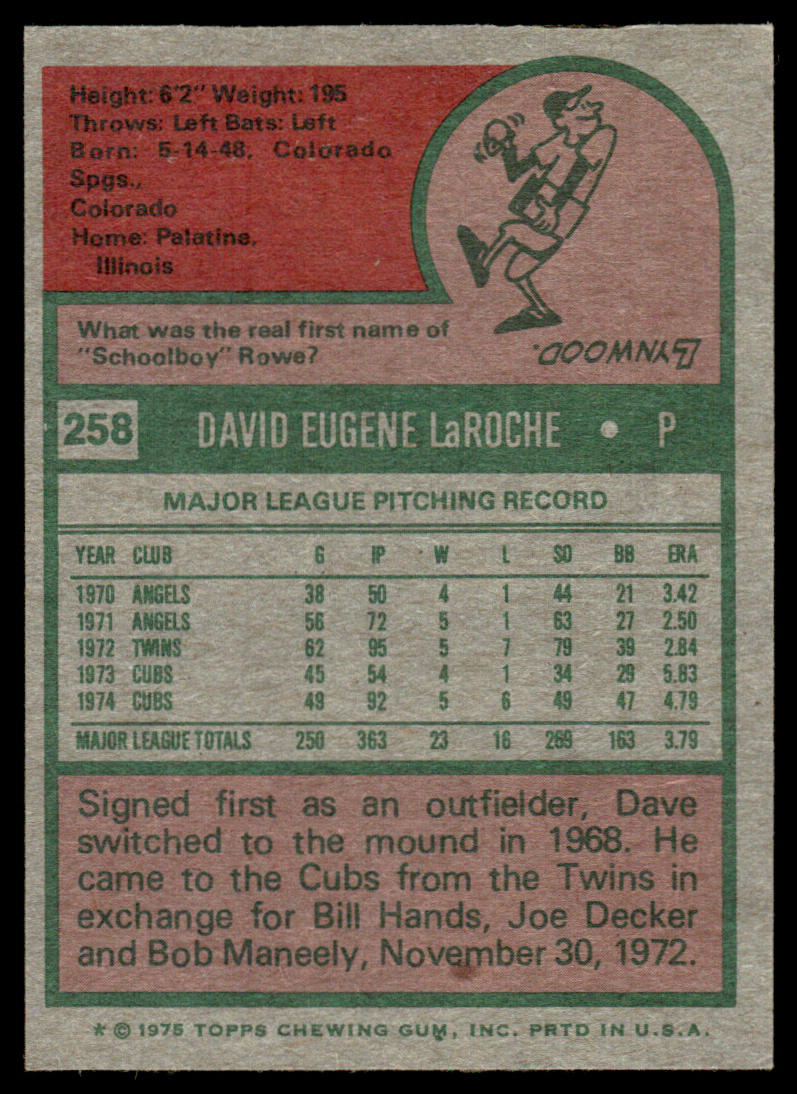 Height: 6'2" Weight: 195
Throws: Left Bats: Left
Born: 5-14-48, Colorado
Spgs.,
Colorado
Home: Palatine,
Illinois
What was the real first name of
"Schoolboy" Rowe?
LYNWOOD.
258 DAVID EUGENE LaROCHE • P
MAJOR LEAGUE PITCHING RECORD
YEAR CLUB G IP W L SO BB ERA
1970 ANGELS 38 50 4 1 44 21 3.42
1971 ANGELS 56 72 5 1 63 27 2.50
1972 TWINS 62 95 5 7 79 39 2.84
1973 CUBS 45 54 4 1 34 29 5.83
1974 CUBS 49 92 5 6 49 47 4.79
MAJOR LEAGUE TOTALS 250 363 23 16 269 163 3.79
Signed first as an outfielder, Dave
switched to the mound in 1968. He
came to the Cubs from the Twins in
exchange for Bill Hands, Joe Decker
and Bob Maneely, November 30, 1972.
* © 1975 TOPPS CHEWING GUM, INC. PRTD IN U.S.A.